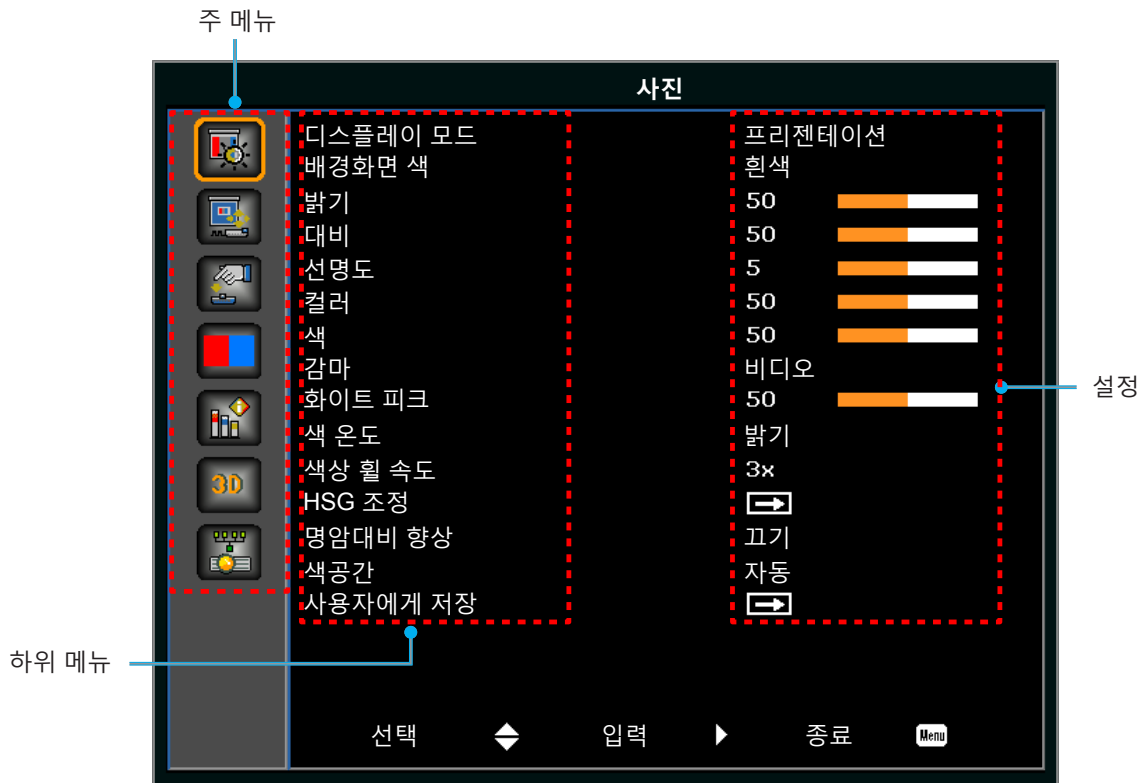 주 메뉴
사진
디스플레이 모드 프리젠테이션
배경화면 색 흰색
밝기 50
대비 50
선명도 5
컬러 50
색 50
감마 비디오
화이트 피크 50
설정
색 온도 밝기
3D
색상 휠 속도 3x
HSG 조정
명암대비 향상 끄기
색공간 자동
사용자에게 저장
하위 메뉴
선택 입력 종료 Menu